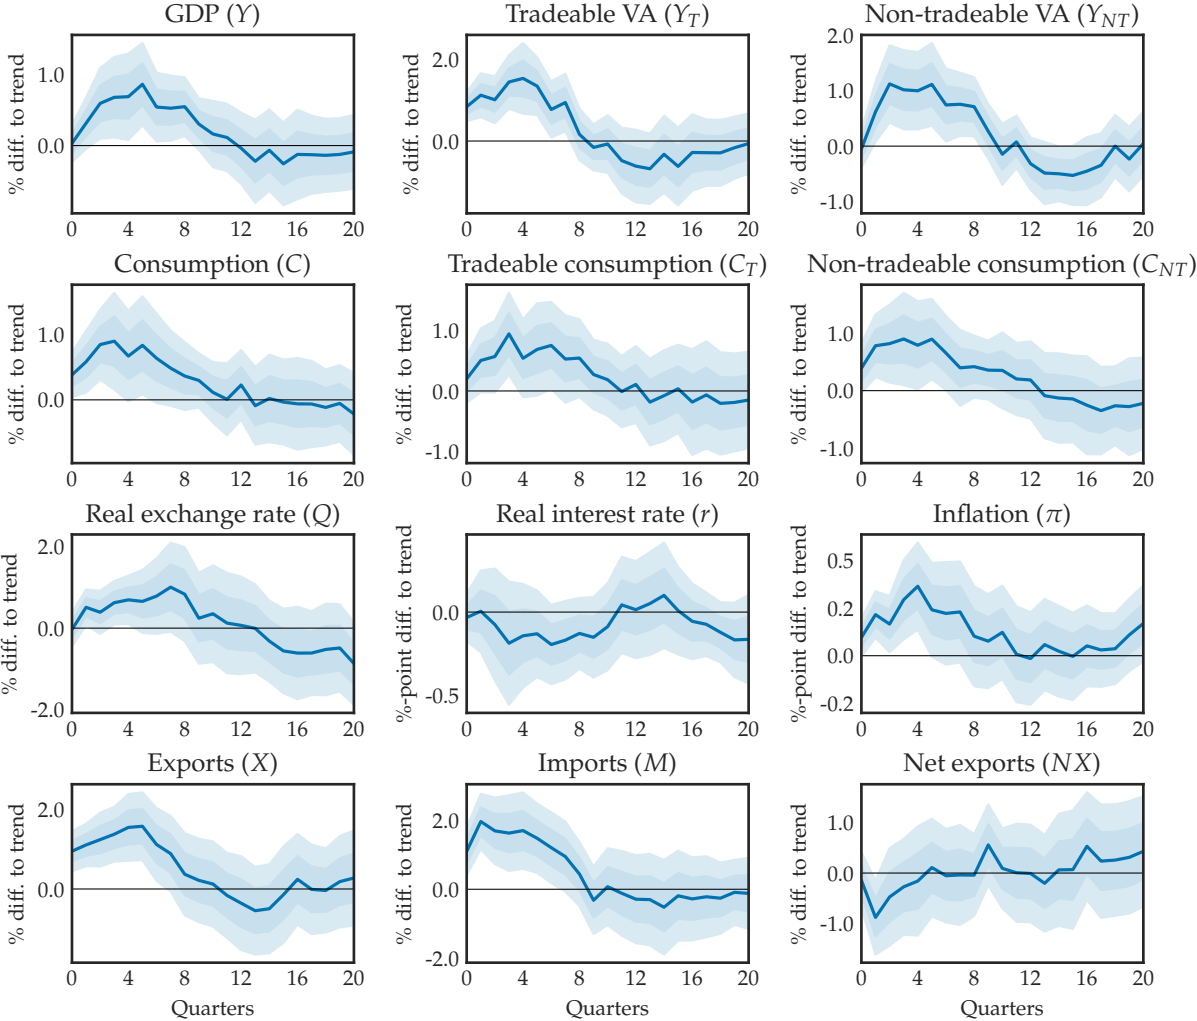 GDP (Y) Tradeable VA (Y_T) Non-tradeable VA (Y_NT)
% diff. to trend 1.0 0.0 % diff. to trend 2.0 0.0 % diff. to trend 2.0 1.0 0.0 -1.0
0 4 8 12 16 20 0 4 8 12 16 20 0 4 8 12 16 20
Consumption (C) Tradeable consumption (C_T) Non-tradeable consumption (C_NT)
% diff. to trend 1.0 0.0 % diff. to trend 1.0 0.0 -1.0 % diff. to trend 1.0 0.0 -1.0
0 4 8 12 16 20 0 4 8 12 16 20 0 4 8 12 16 20
Real exchange rate (Q) Real interest rate (r) Inflation (π)
% diff. to trend 2.0 0.0 -2.0 %-point diff. to trend 0.0 -0.5 %-point diff. to trend 0.5 0.2 0.0 -0.2
0 4 8 12 16 20 0 4 8 12 16 20 0 4 8 12 16 20
Exports (X) Imports (M) Net exports (NX)
% diff. to trend 2.0 0.0 % diff. to trend 2.0 0.0 -2.0 % diff. to trend 1.0 0.0 -1.0
0 4 8 12 16 20 0 4 8 12 16 20 0 4 8 12 16 20
Quarters Quarters Quarters